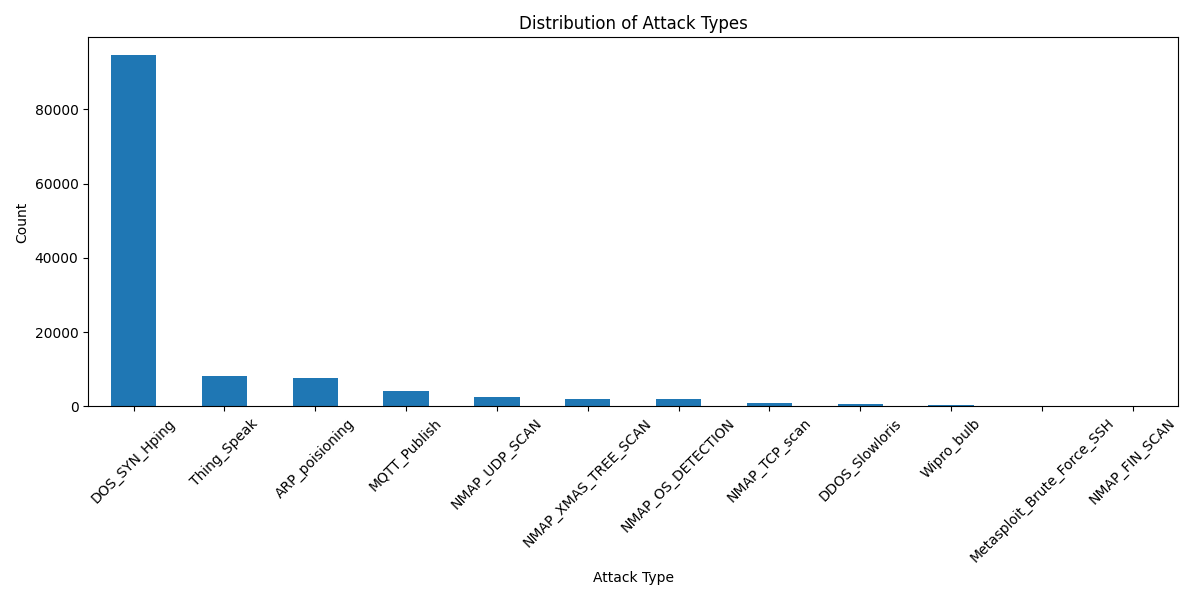 Distribution of Attack Types
Count
80000
60000
40000
20000
0
DOS_SYN_Hping
Thing_Speak
ARP_poisioning
MQTT_Publish
NMAP_UDP_SCAN
NMAP_XMAS_TREE_SCAN
NMAP_OS_DETECTION
NMAP_TCP_scan
DDOS_Slowloris
Wipro_bulb
Metasploit_Brute_Force_SSH
NMAP_FIN_SCAN
Attack Type